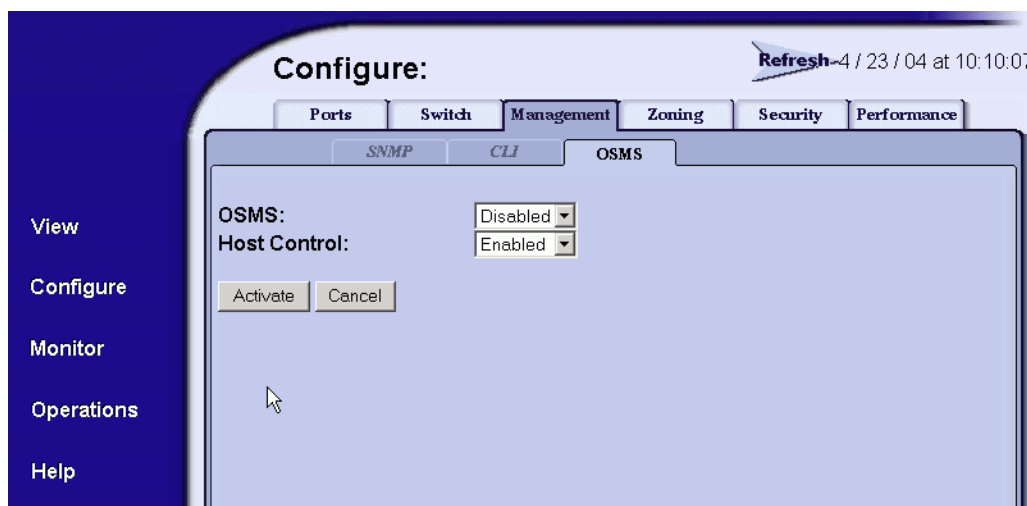 Configure:
Refresh-4 / 23 / 04 at 10:10:07
Ports Switch Management Zoning Security Performance
SNMP CLI OSMS
OSMS: Disabled
Host Control: Enabled
Activate Cancel
View
Configure
Monitor
Operations
Help